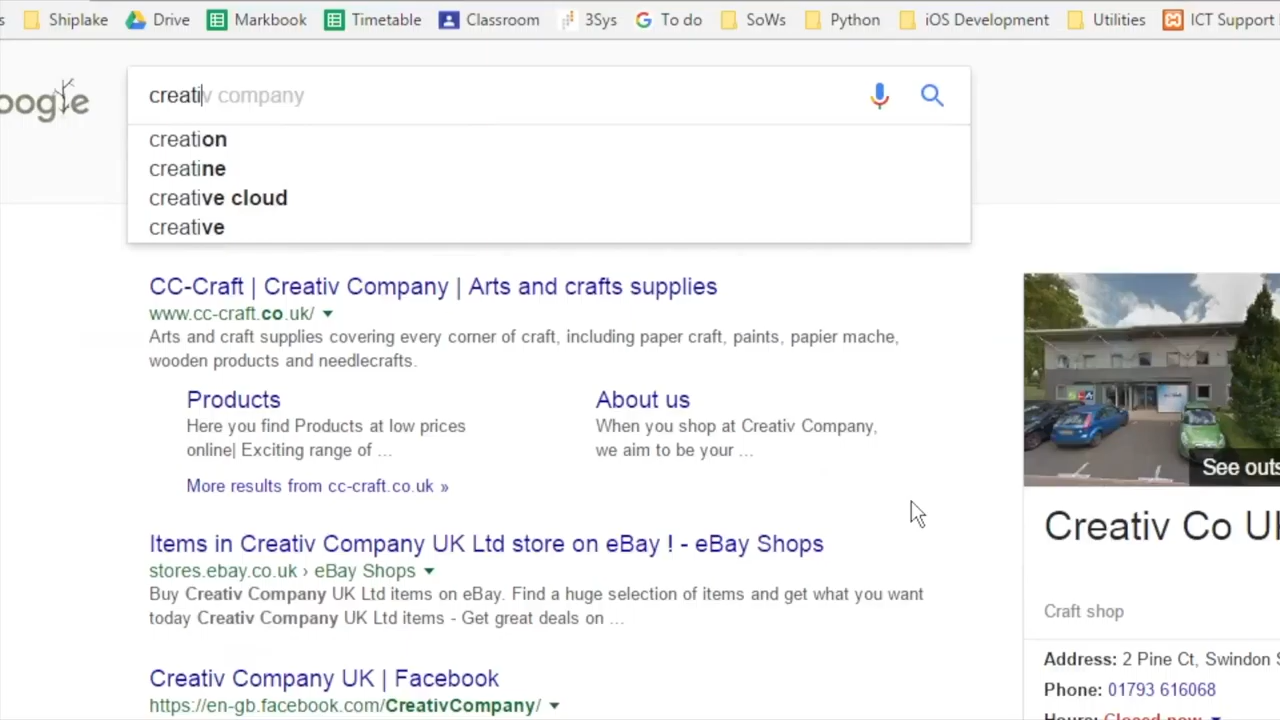 s Shiplake Drive Markbook Timetable Classroom 3Sys To do SoWs Python iOS Development Utilities ICT Support
oogle creativ company
creation
creatine
creative cloud
creative
CC-Craft | Creativ Company | Arts and crafts supplies
www.cc-craft.co.uk/
Arts and craft supplies covering every corner of craft, including paper craft, paints, papier mache,
wooden products and needlecrafts.
Products
Here you find Products at low prices
online| Exciting range of ...
About us
When you shop at Creativ Company,
we aim to be your ...
More results from cc-craft.co.uk »
Items in Creativ Company UK Ltd store on eBay ! - eBay Shops
stores.ebay.co.uk › eBay Shops
Buy Creativ Company UK Ltd items on eBay. Find a huge selection of items and get what you want
today Creativ Company UK Ltd items - Get great deals on ...
Creativ Company UK | Facebook
https://en-gb.facebook.com/CreativCompany/
See outs
Creativ Co U
Craft shop
Address: 2 Pine Ct, Swindon S
Phone: 01793 616068
Hours: Closed now